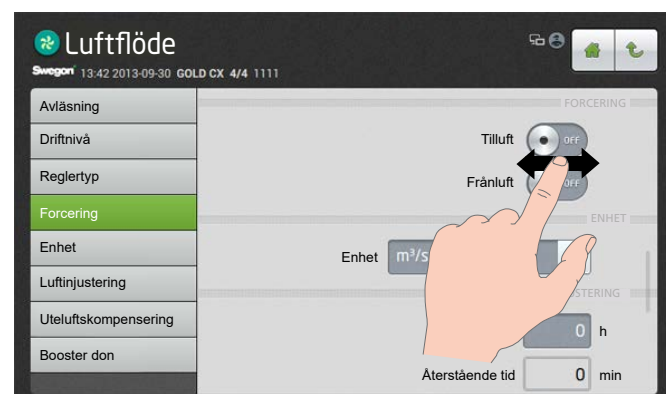 Luftflöde
Swegon 13:42 2013-09-30 GOLD CX 4/4 1111
Avläsning
Driftnivå
Reglertyp
Forcering
Enhet
Luftinjustering
Uteluftskompensering
Booster don
FORCERING
Tilluft OFF
Frånluft OFF
ENHET
Enhet m³/s
STERING
0 h
Återstående tid 0 min